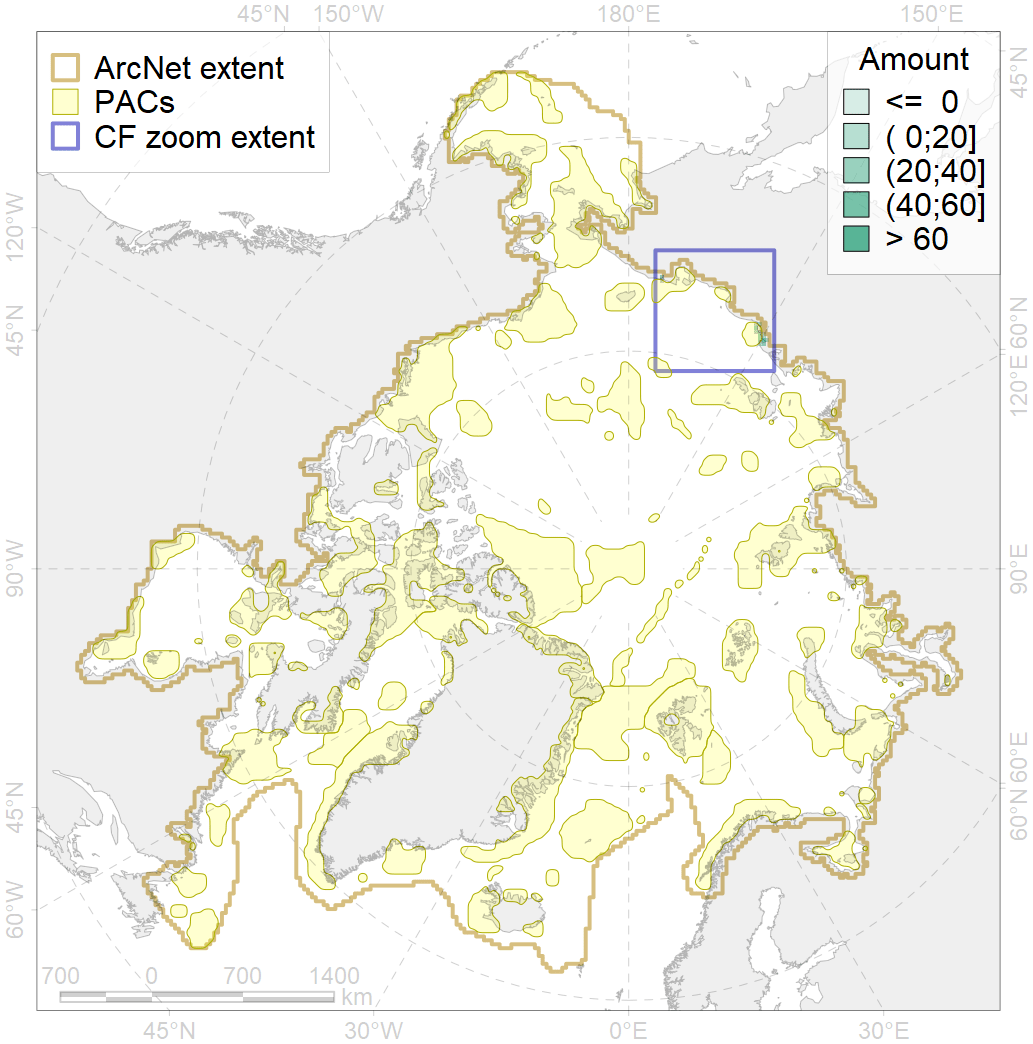 45°N 150°W 180°E 150°E
ArcNet extent
PACs
CF zoom extent
Amount
<= 0
( 0;20]
(20;40]
(40;60]
> 60
45°N
120°W
45°N
60°N
120°E
90°W
90°E
45°N
60°W
60°E
60°N
700 0 700 1400
km
45°N 30°W 0°E 30°E